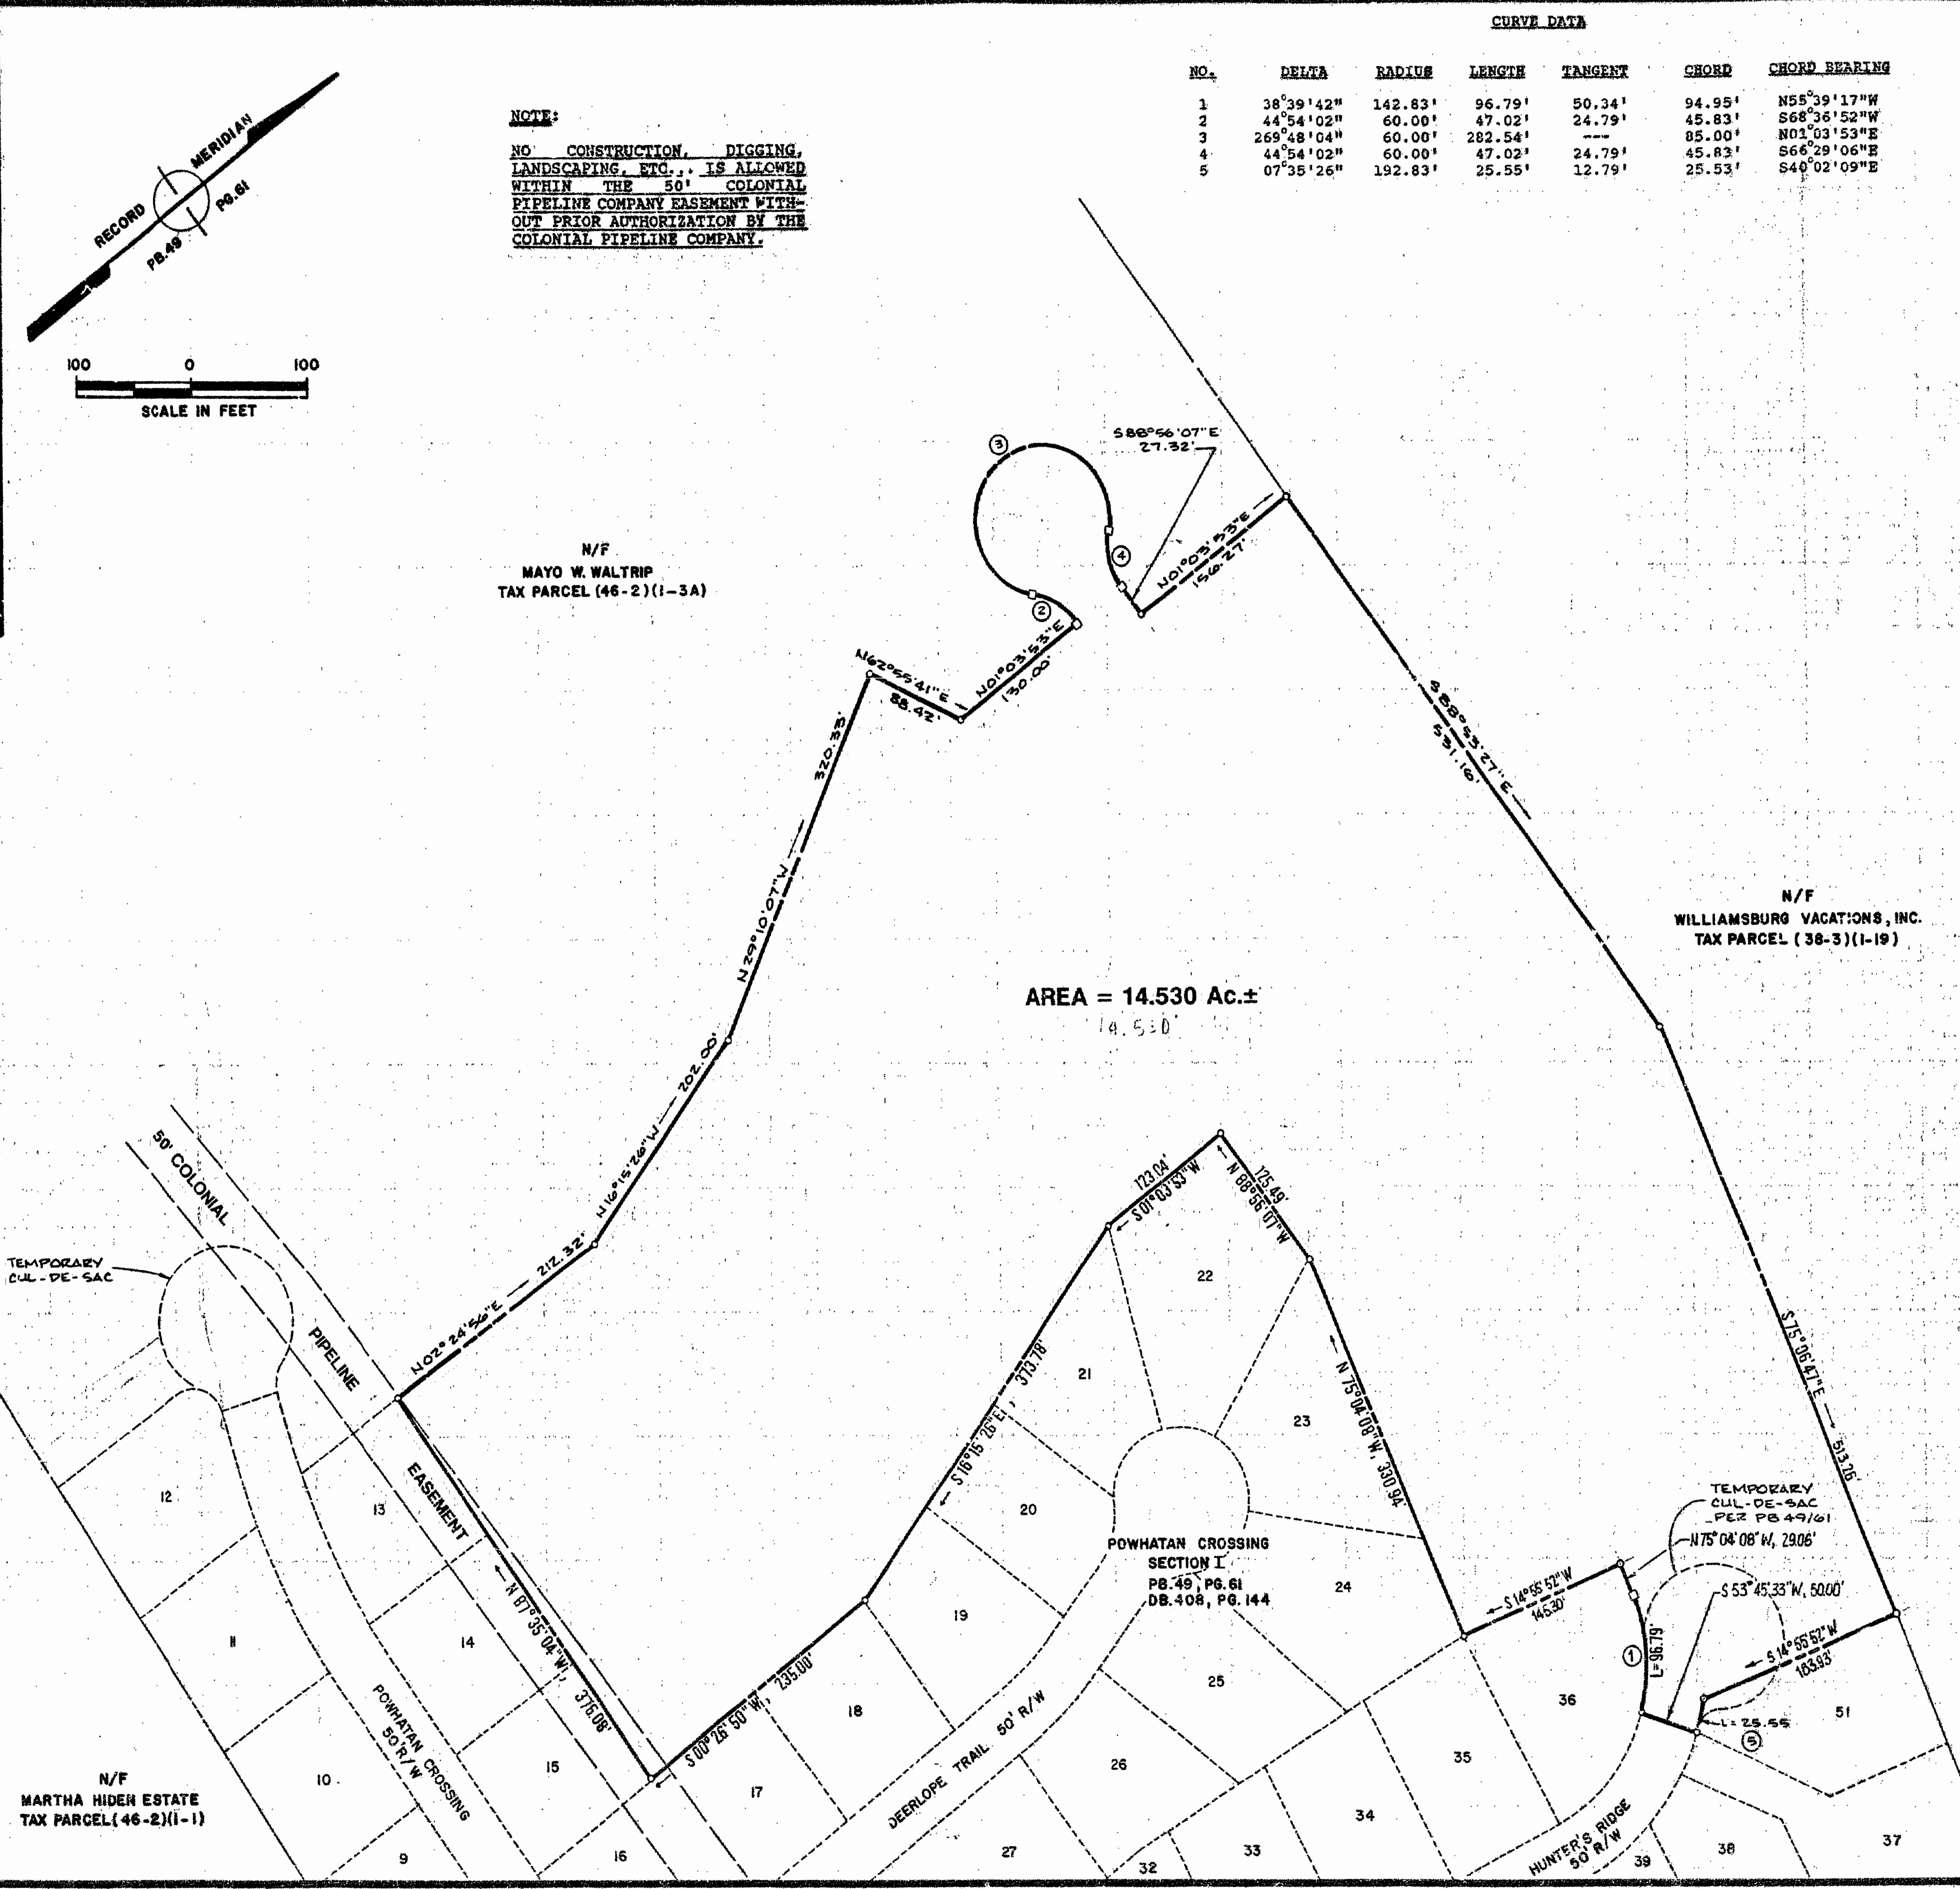 CURVE DATA
NO. DELTA RADIUS LENGTH TANGENT CHORD CHORD BEARING
1 38°39'42" 142.83' 96.79' 50.34' 94.95' N55°39'17"W
2 44°54'02" 60.00' 47.02' 24.79' 45.83' S68°36'52"W
3 269°48'04" 60.00' 282.54' --- 85.00' N01°03'53"E
4 44°54'02" 60.00' 47.02' 24.79' 45.83' S66°29'06"E
5 07°35'26" 192.83' 25.55' 12.79' 25.53' S40°02'09"E
RECORD MERIDIAN
PB.49 PG.61
NOTE:
NO CONSTRUCTION, DIGGING,
LANDSCAPING, ETC., IS ALLOWED
WITHIN THE 50' COLONIAL
PIPELINE COMPANY EASEMENT WITH-
OUT PRIOR AUTHORIZATION BY THE
COLONIAL PIPELINE COMPANY.
100 0 100
SCALE IN FEET
3
S88°56'07"E
27.32'
4
N01°03'53"E
156.27'
N/F
MAYO W. WALTRIP
TAX PARCEL (46-2)(1-3A)
2
N62°55'41"E
88.42'
N01°03'53"E
130.00'
320.33'
N29°10'07"W
S88°53'27"E
531.16'
N/F
WILLIAMSBURG VACATIONS, INC.
TAX PARCEL (38-3)(1-19)
AREA = 14.530 Ac.±
14.530
202.00'
N16°15'26"W
212.32'
N02°24'56"E
50' COLONIAL
PIPELINE
EASEMENT
TEMPORARY
CUL-DE-SAC
123.04'
S01°03'53"W
125.49'
N88°56'07"W
22
21
373.78'
S16°15'26"E
23
N75°04'08"W, 330.94'
S75°06'47"E
513.26'
12
13
20
POWHATAN CROSSING
SECTION I
PB.49, PG.61
DB.408, PG.144
24
TEMPORARY
CUL-DE-SAC
PER PB 49/61
N75°04'08"W, 29.06'
S53°45'33"W, 50.00'
S14°55'52"W
145.30'
S14°55'52"W
183.93'
1
L=96.79'
L=25.55
5
51
11
14
N87°35'04"W, 376.08'
19
18
S00°26'50"W, 235.00'
25
36
35
POWHATAN CROSSING
50' R/W
DEERLOPE TRAIL 50' R/W
15
10
17
26
34
N/F
MARTHA HIDEN ESTATE
TAX PARCEL(46-2)(1-1)
9
16
27
32
33
HUNTER'S RIDGE
50' R/W
39
38
37